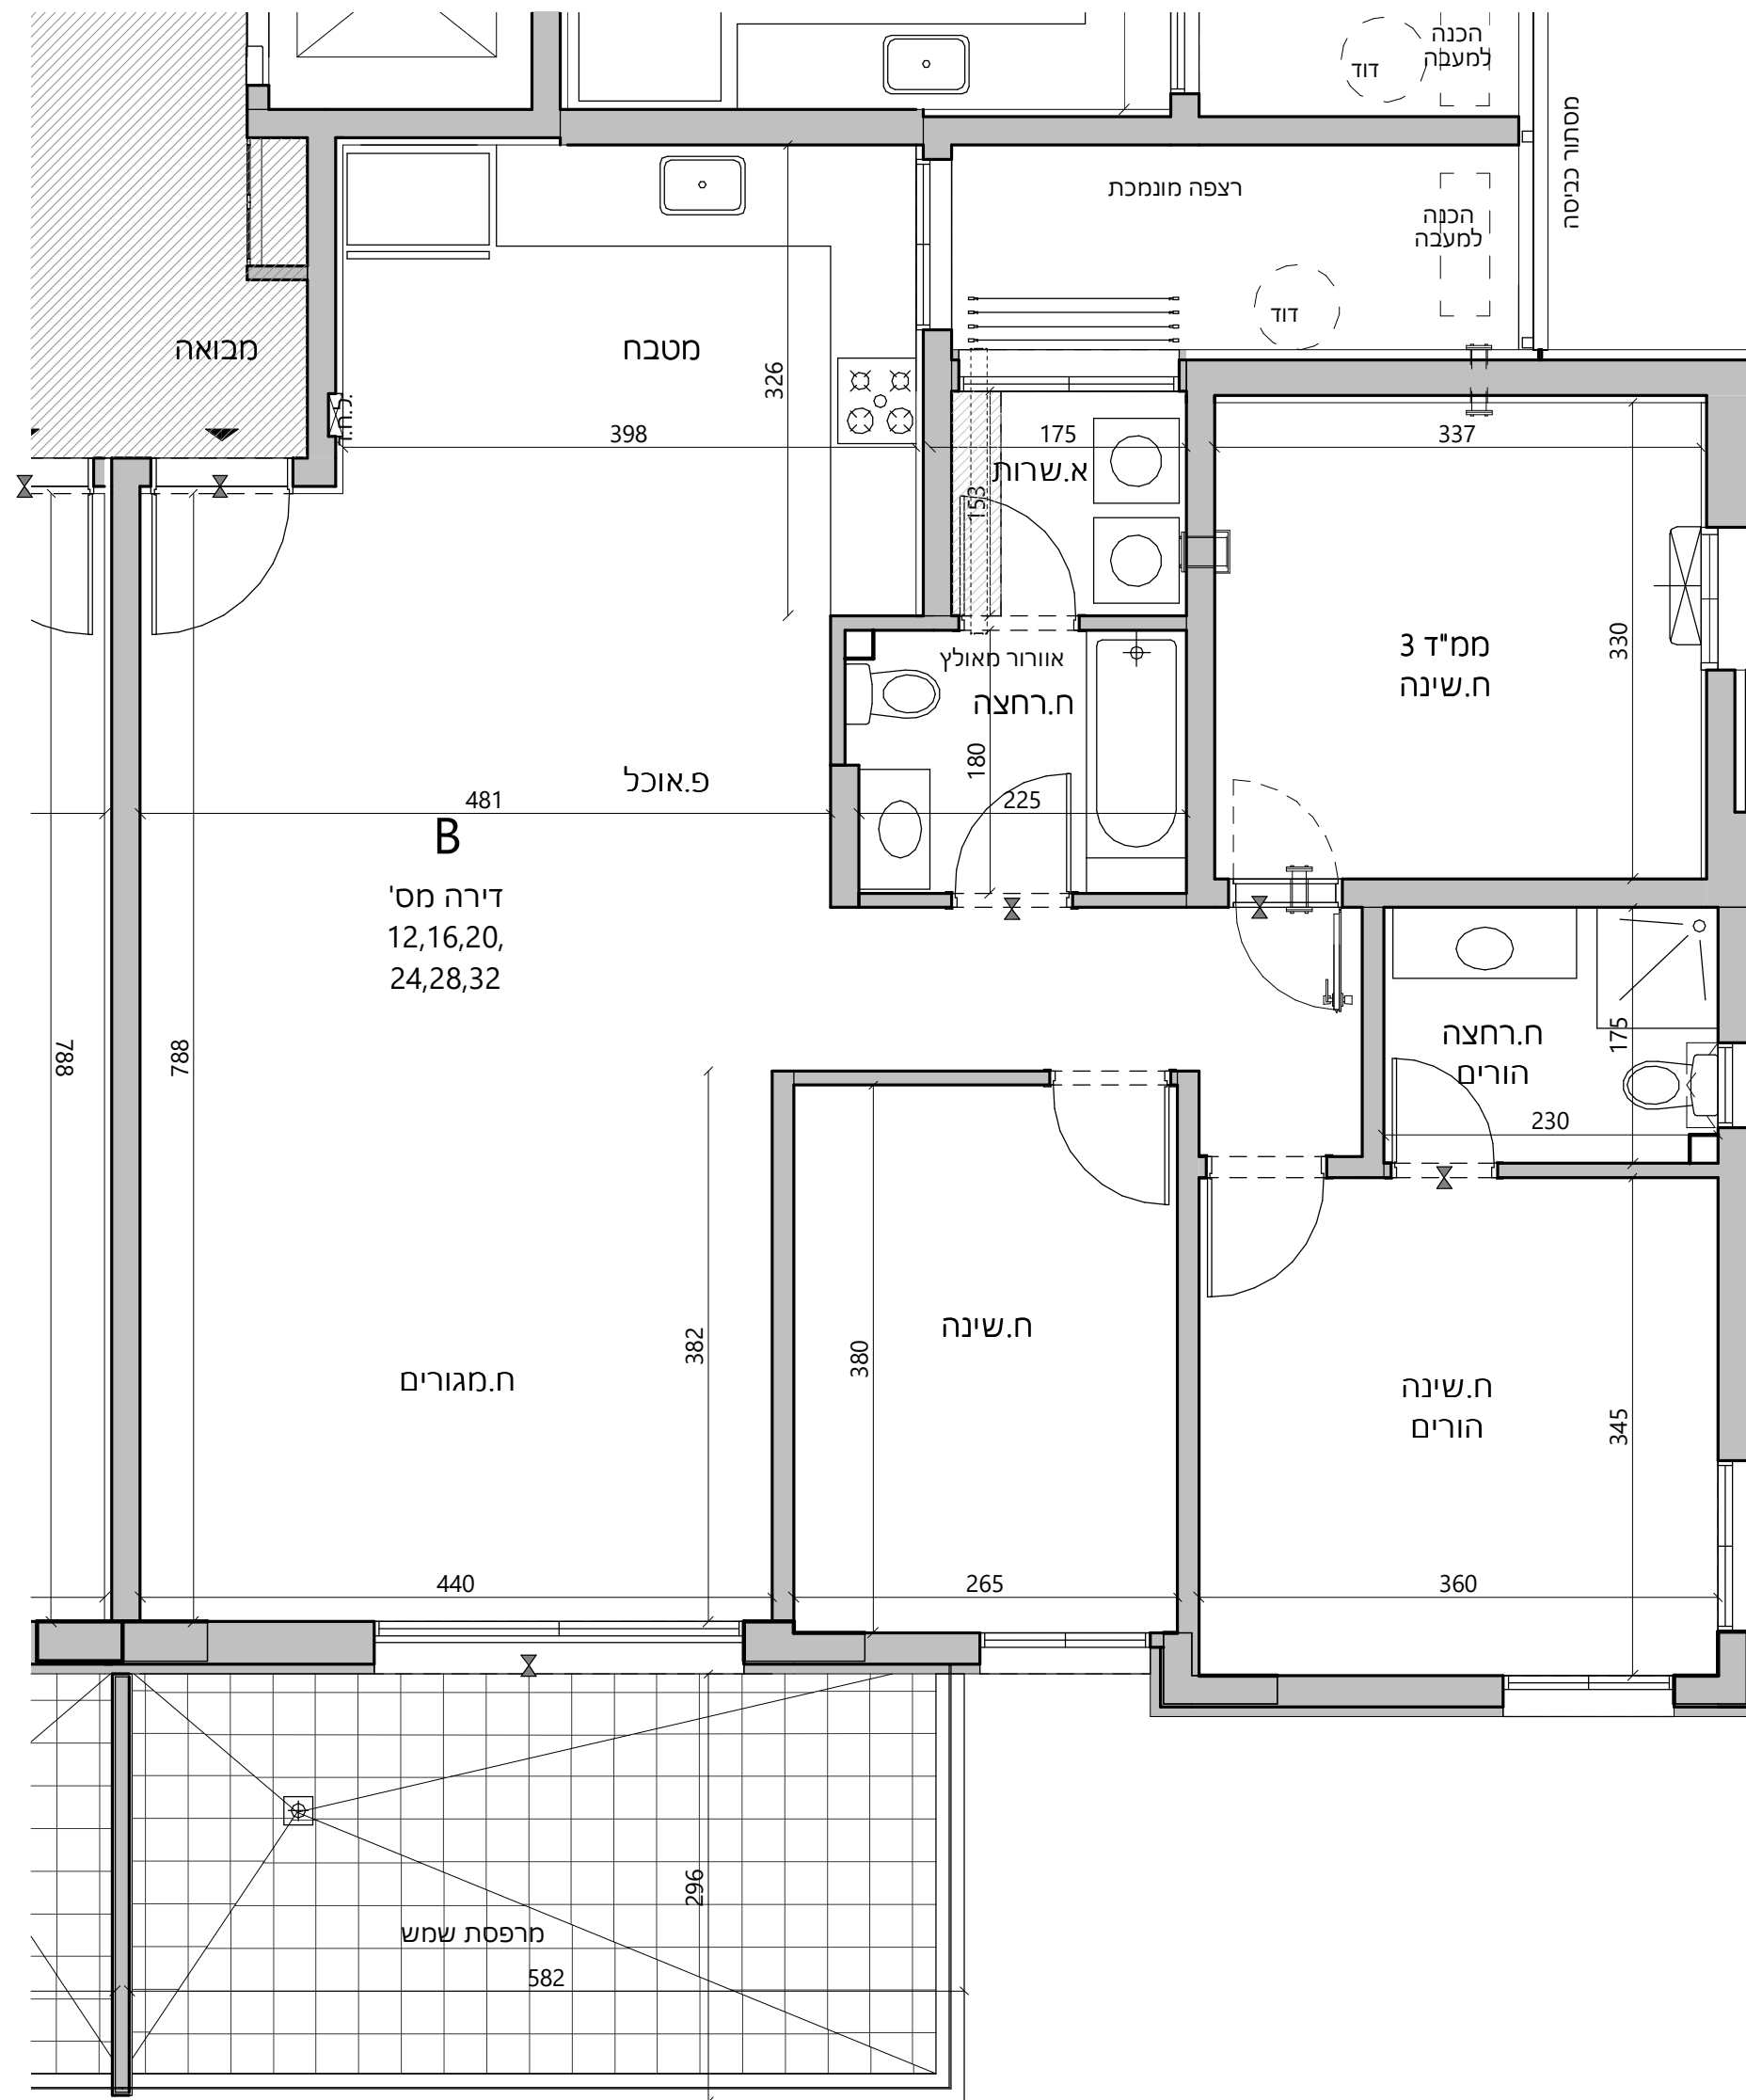 הכנה
למעבה
דוד
מסתור כביסה
רצפה מונמכת
הכנה
למעבה
דוד
מבואה
מטבח
326
ח.ל.
398
175
337
א.שרות
153
ממ"ד 3
ח.שינה
330
אוורור מאולץ
ח.רחצה
180
225
פ.אוכל
481
B
דירה מס'
12,16,20,
24,28,32
788
788
ח.רחצה
הורים
175
230
382
380
ח.שינה
ח.מגורים
ח.שינה
הורים
345
440
265
360
296
מרפסת שמש
582